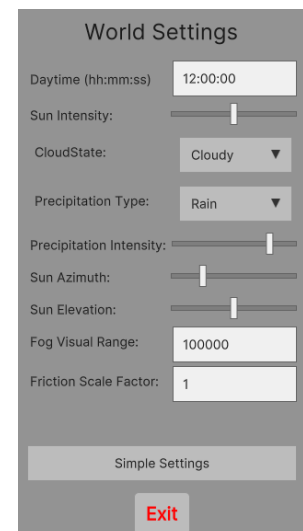 World Settings
Daytime (hh:mm:ss) 12:00:00
Sun Intensity:
CloudState: Cloudy ▼
Precipitation Type: Rain ▼
Precipitation Intensity:
Sun Azimuth:
Sun Elevation:
Fog Visual Range: 100000
Friction Scale Factor: 1
Simple Settings
Exit